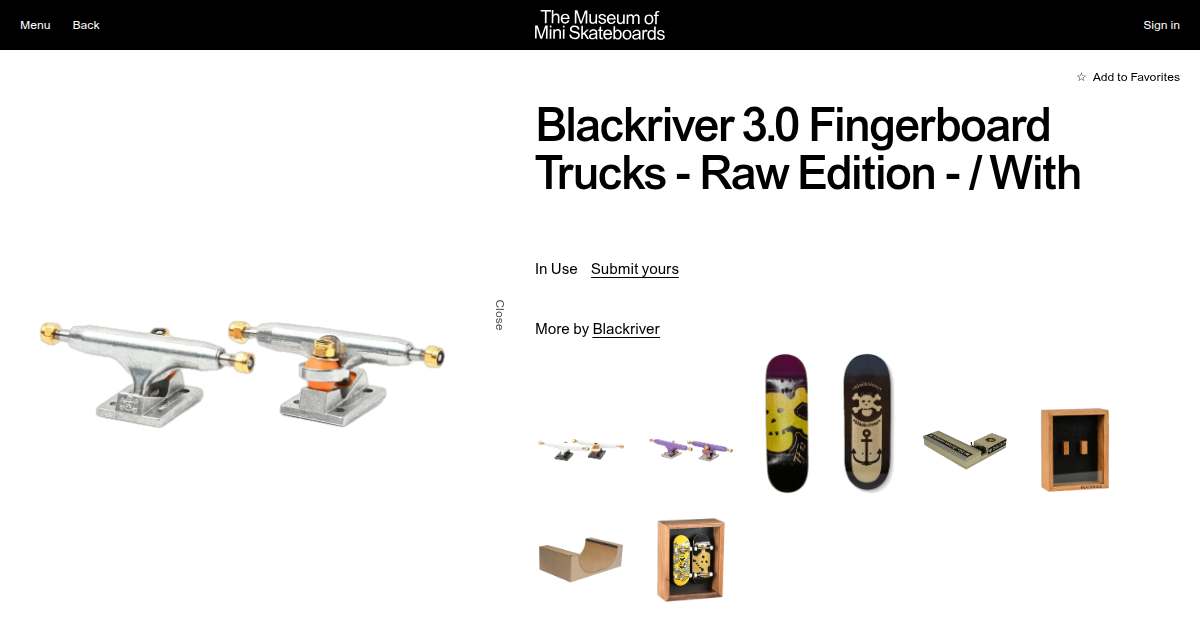 Menu
Back
The Museum of
Mini Skateboards
Sign in
☆ Add to Favorites
Blackriver 3.0 Fingerboard
Trucks - Raw Edition - / With
In Use
Submit yours
Close
More by Blackriver